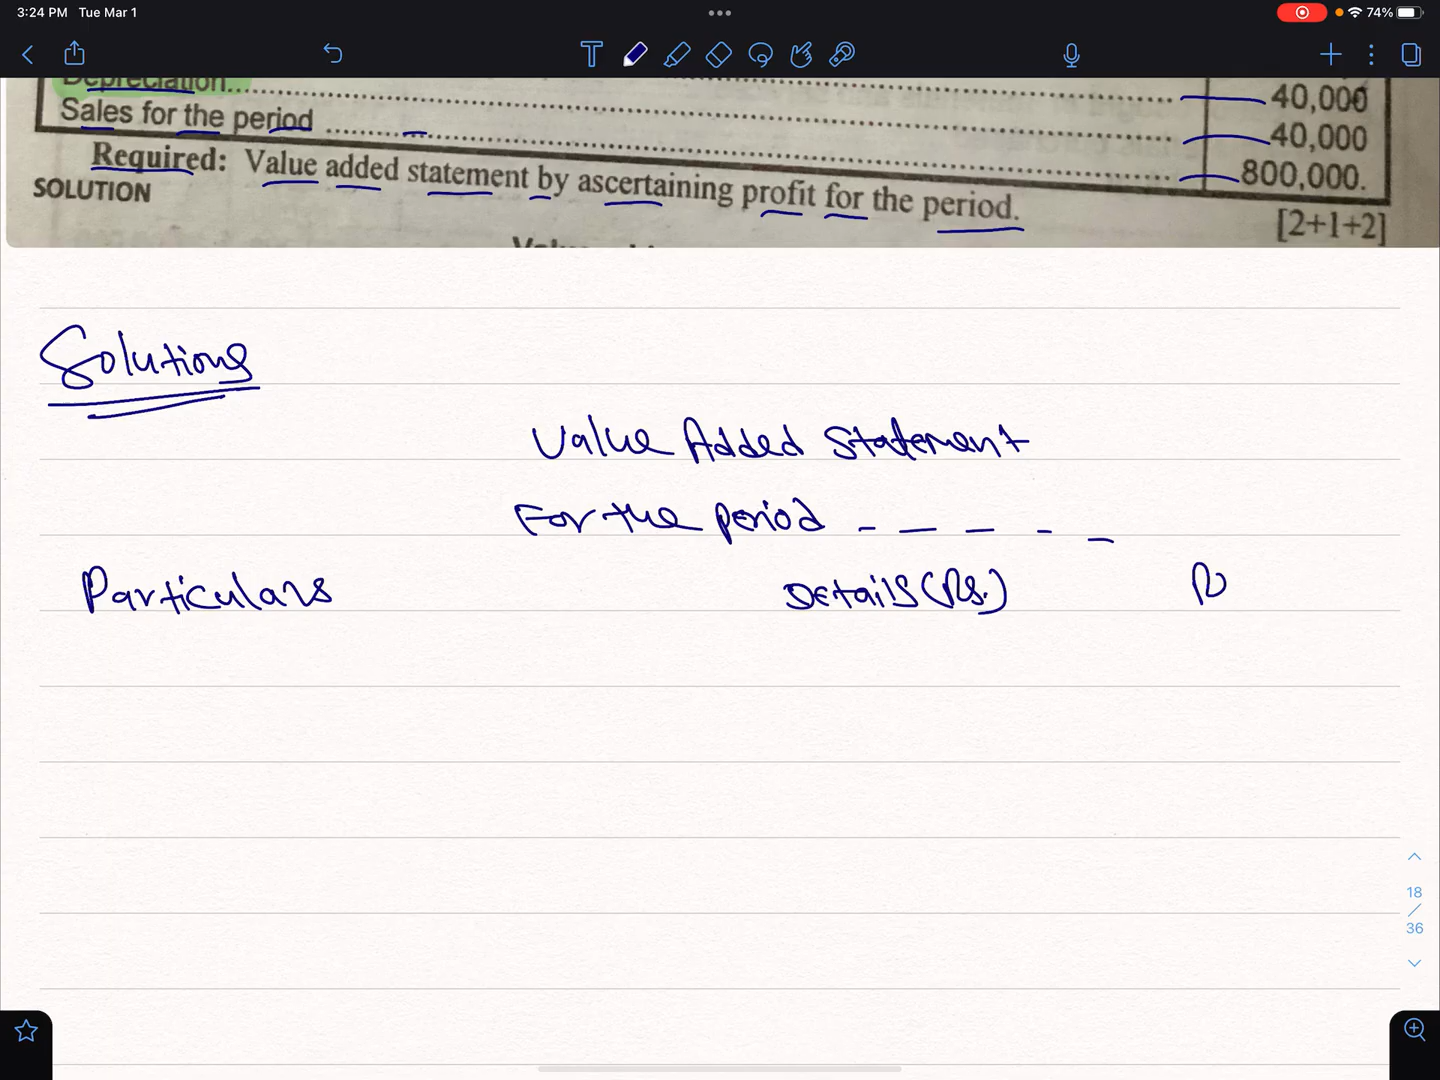 3:24 PM Tue Mar 1
74%
T
Depreciation 40,000
Sales for the period 40,000
800,000.
Required: Value added statement by ascertaining profit for the period.
[2+1+2]
SOLUTION
Solutions
Value Added Statement
For the period - - - - -
Particulars Details (Rs.)
18
36